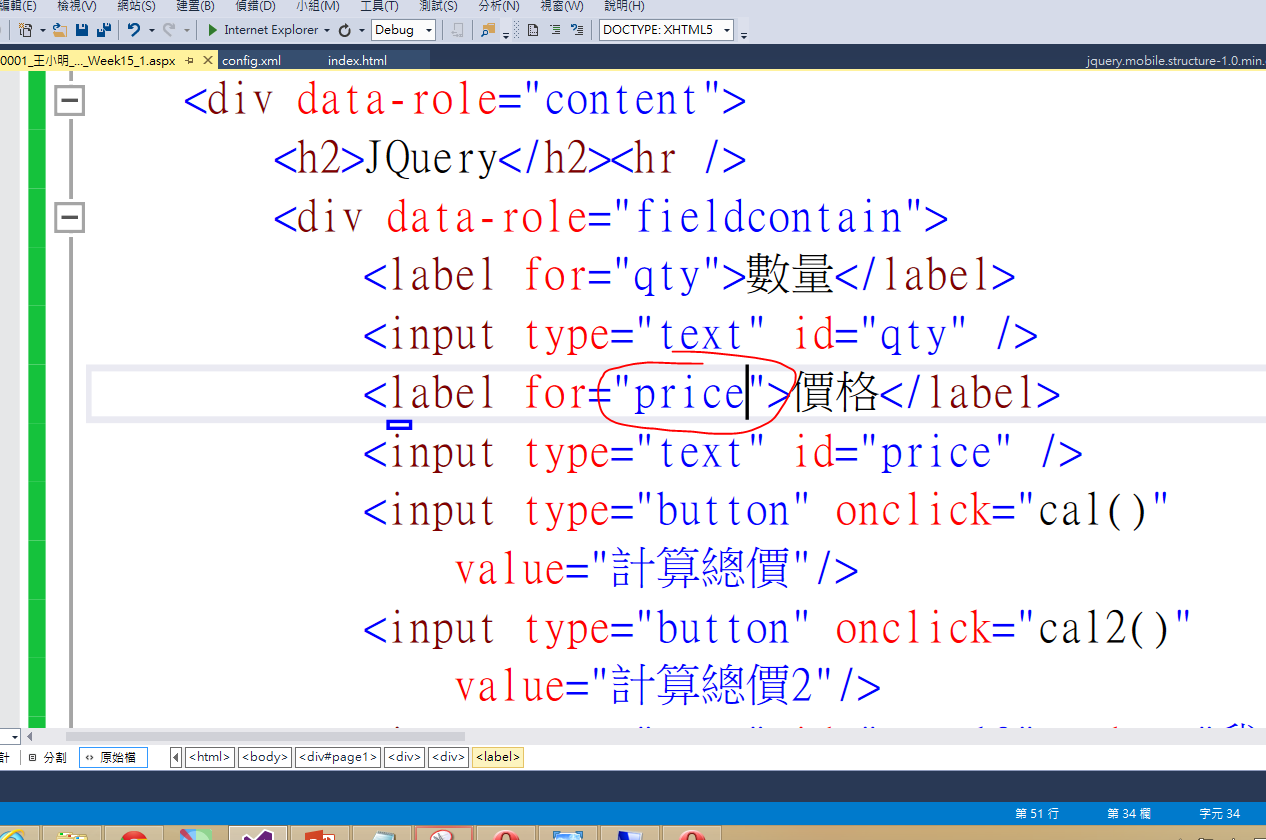 編輯(E) 檢視(V) 網站(S) 建置(B) 偵錯(D) 小組(M) 工具(T) 測試(S) 分析(N) 視窗(W) 說明(H)
Internet Explorer Debug DOCTYPE: XHTML5
0001_王小明_..._Week15_1.aspx config.xml index.html jquery.mobile.structure-1.0.min.
<div data-role="content">
<h2>JQuery</h2><hr />
<div data-role="fieldcontain">
<label for="qty">數量</label>
<input type="text" id="qty" />
<label for="price">價格</label>
<input type="text" id="price" />
<input type="button" onclick="cal()"
value="計算總價"/>
<input type="button" onclick="cal2()"
value="計算總價2"/>
計 分割 原始檔 <html> <body> <div#page1> <div> <div> <label>
第 51 行 第 34 欄 字元 34